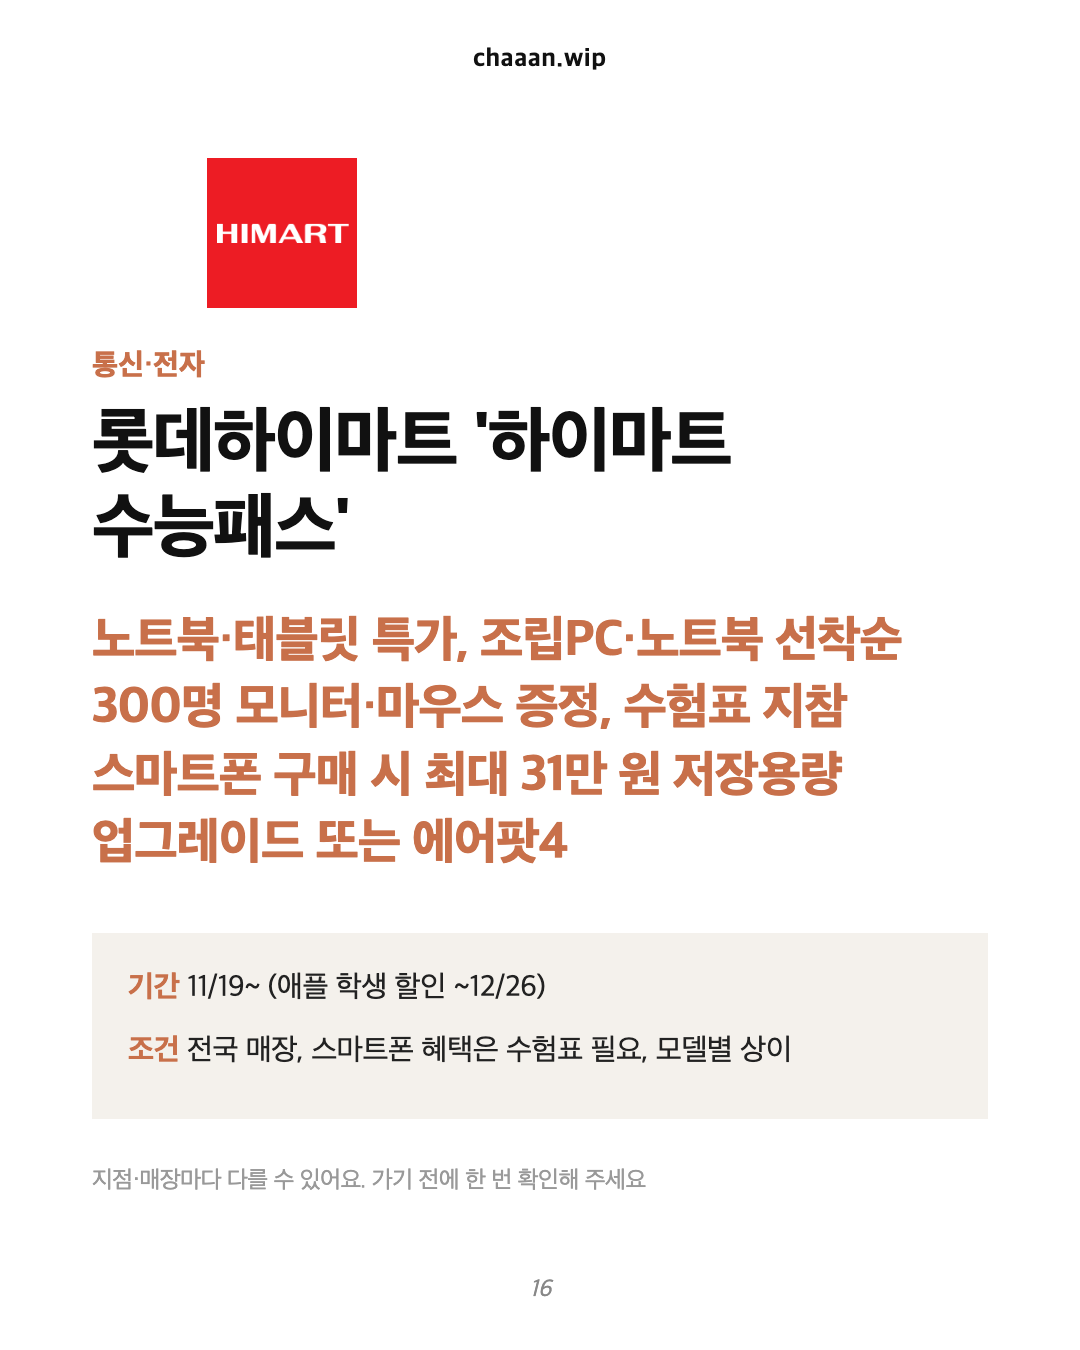 chaaan.wip
HIMART
통신·전자
롯데하이마트 '하이마트
수능패스'
노트북·태블릿 특가, 조립PC·노트북 선착순
300명 모니터·마우스 증정, 수험표 지참
스마트폰 구매 시 최대 31만 원 저장용량
업그레이드 또는 에어팟4
기간 11/19~ (애플 학생 할인 ~12/26)
조건 전국 매장, 스마트폰 혜택은 수험표 필요, 모델별 상이
지점·매장마다 다를 수 있어요. 가기 전에 한 번 확인해 주세요
16